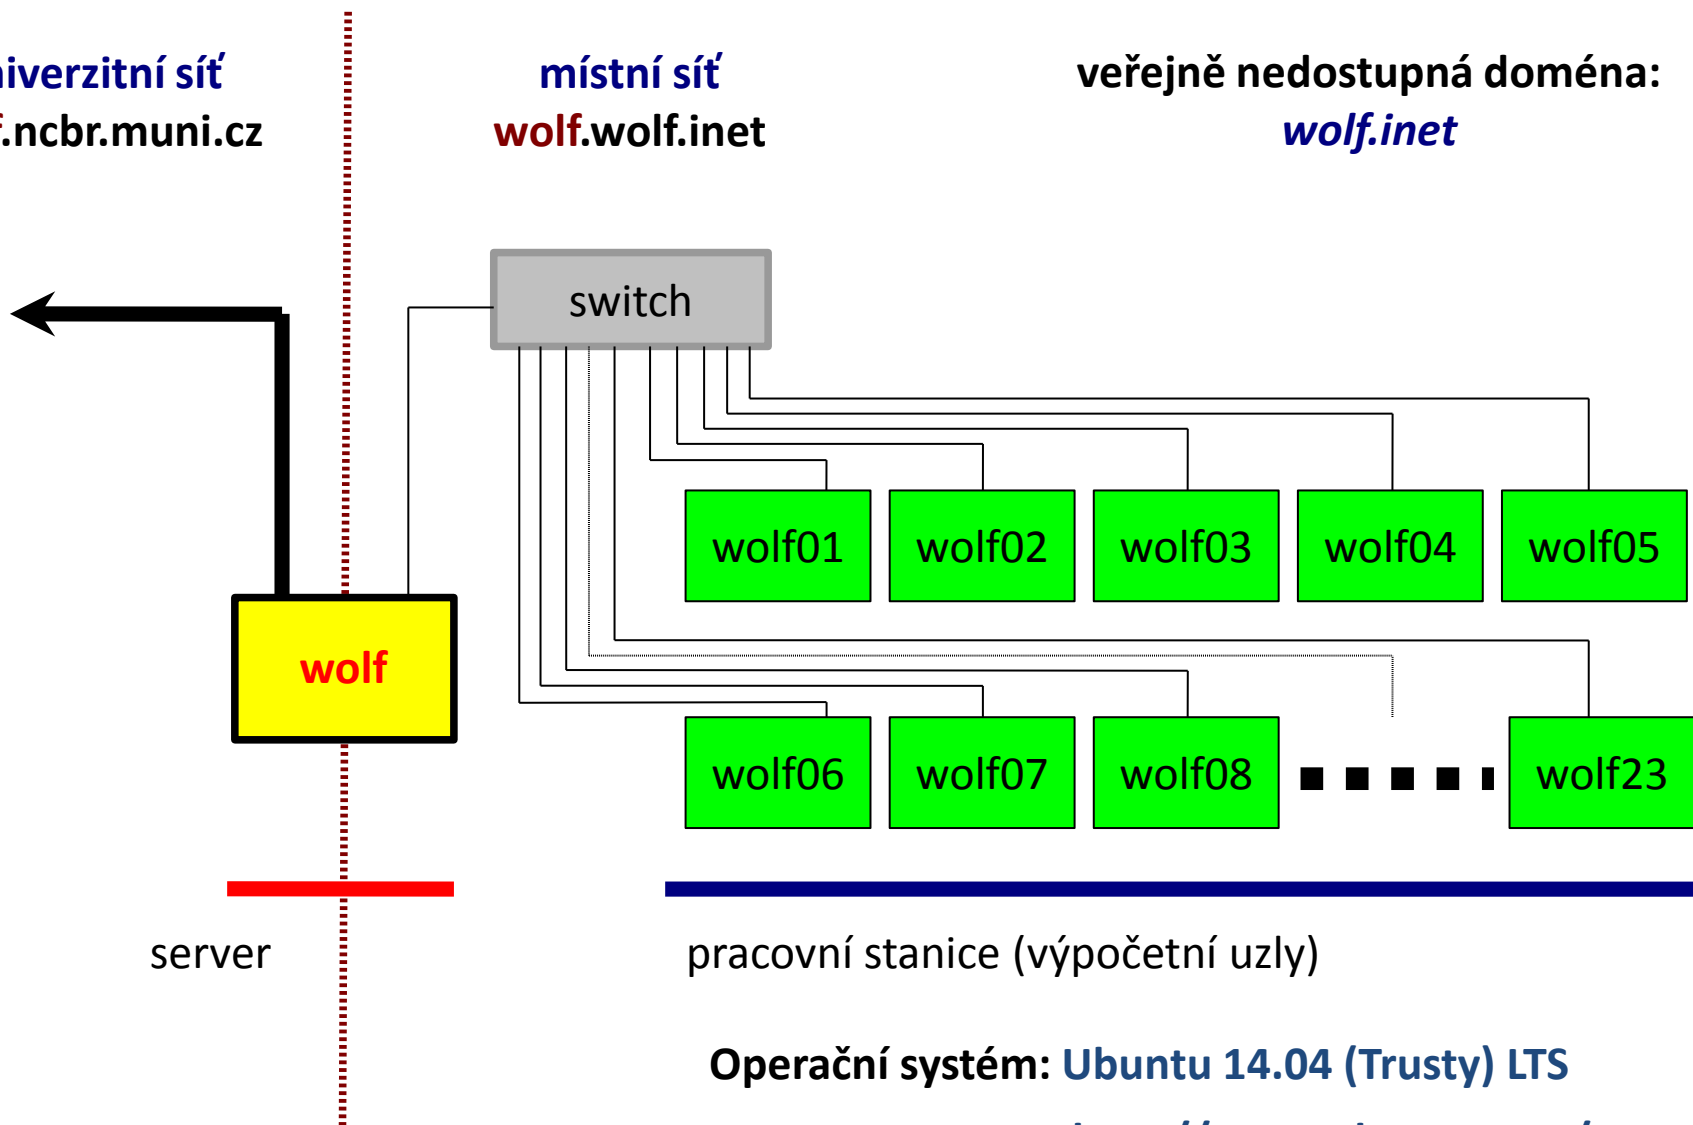 místní síť
wolf.wolf.inet
veřejně nedostupná doména:
wolf.inet
síť
.ncbr.muni.cz
switch
wolf01 wolf02 wolf03 wolf04 wolf05
wolf
wolf06 wolf07 wolf08 wolf23
server
pracovní stanice (výpočetní uzly)
Operační systém: Ubuntu 14.04 (Trusty) LTS